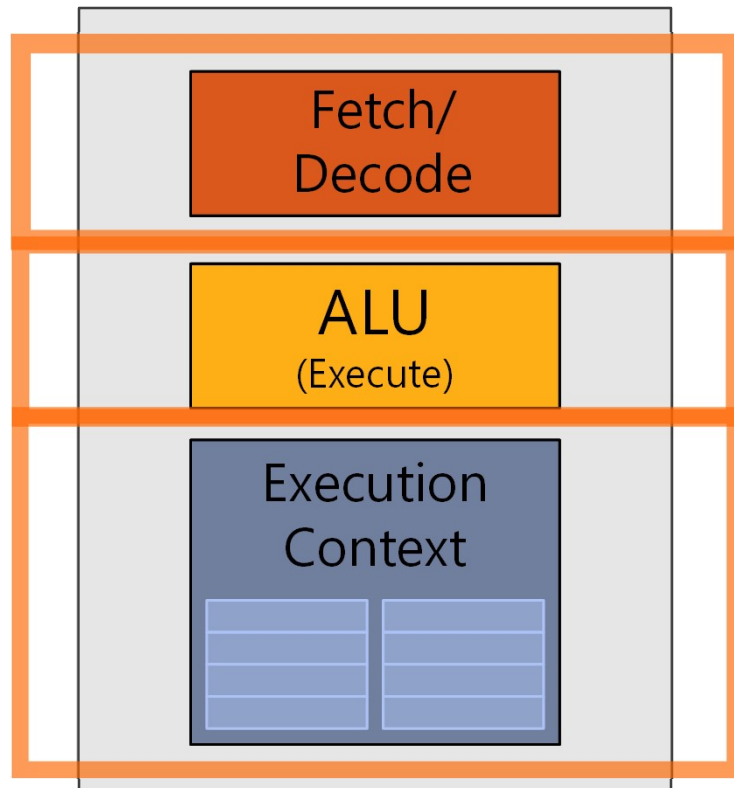 Fetch/
Decode
ALU
(Execute)
Execution
Context